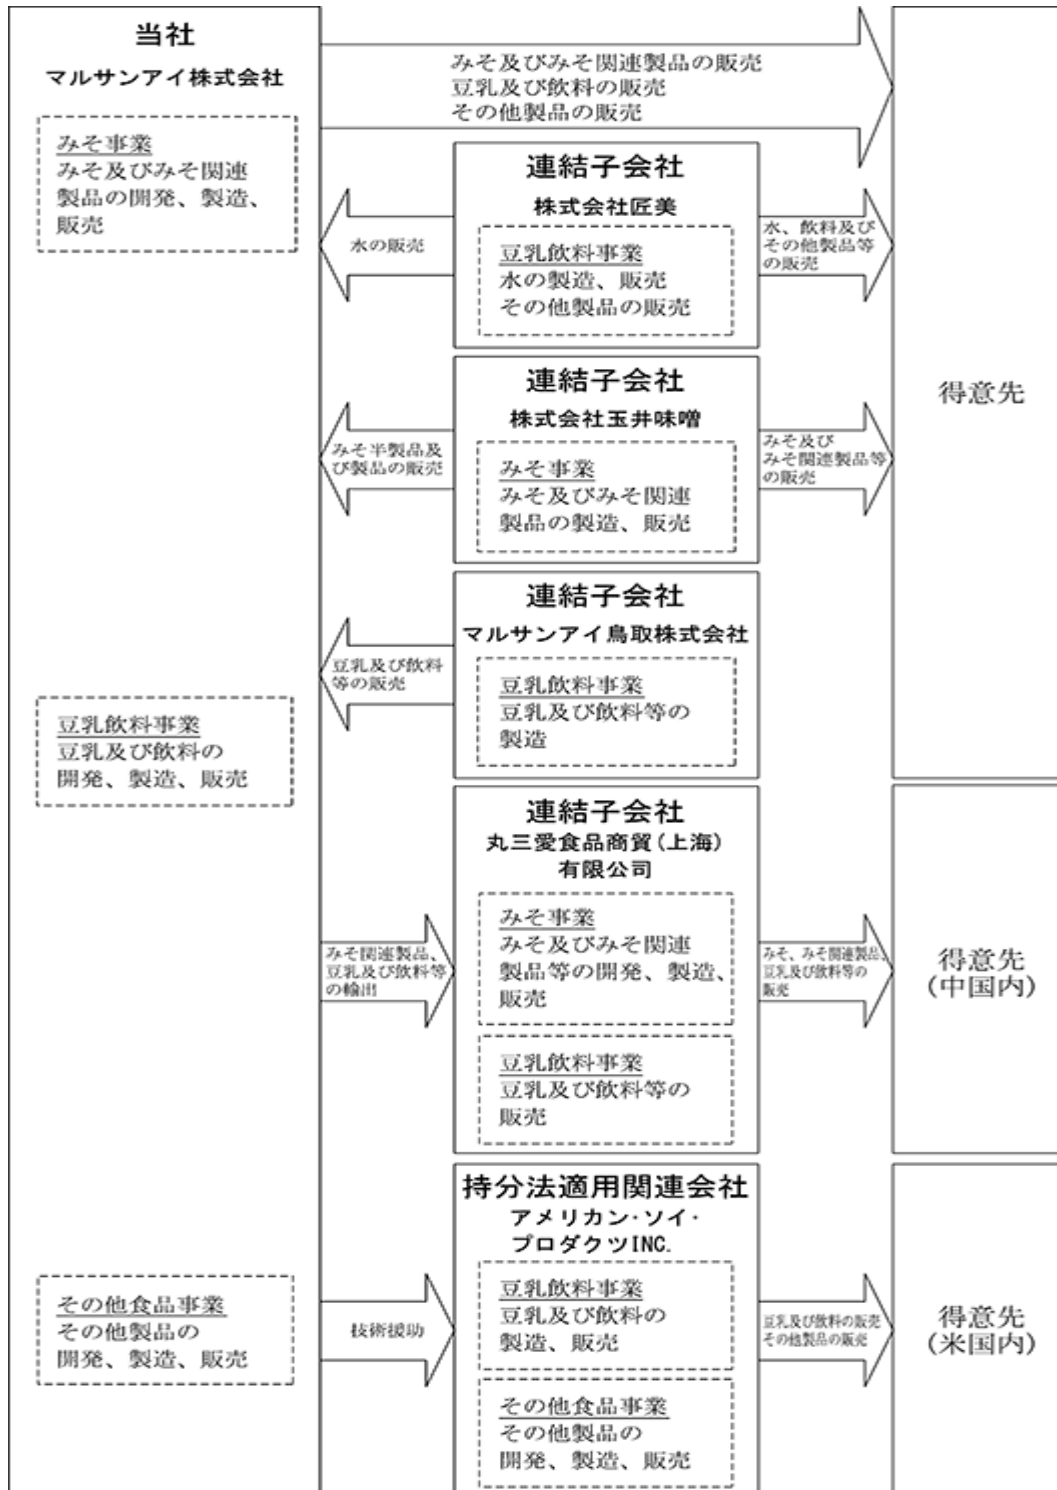 当社
マルサンアイ株式会社
みそ事業
みそ及びみそ関連
製品の開発、製造、
販売
豆乳飲料事業
豆乳及び飲料の
開発、製造、販売
その他食品事業
その他製品の
開発、製造、販売
みそ及びみそ関連製品の販売
豆乳及び飲料の販売
その他製品の販売
水の販売
連結子会社
株式会社匠美
豆乳飲料事業
水の製造、販売
その他製品の販売
水、飲料及び
その他製品等
の販売
みそ半製品及
び製品の販売
連結子会社
株式会社玉井味噌
みそ事業
みそ及びみそ関連
製品の製造、販売
みそ及び
みそ関連製品等
の販売
豆乳及び飲料
等の販売
連結子会社
マルサンアイ鳥取株式会社
豆乳飲料事業
豆乳及び飲料等の
製造
得意先
みそ関連製品、
豆乳及び飲料等
の輸出
連結子会社
丸三愛食品商貿(上海)
有限公司
みそ事業
みそ及びみそ関連
製品等の開発、製造、
販売
豆乳飲料事業
豆乳及び飲料等の
販売
みそ、みそ関連製品、
豆乳及び飲料等の
販売
得意先
(中国内)
技術援助
持分法適用関連会社
アメリカン・ソイ・
プロダクツINC.
豆乳飲料事業
豆乳及び飲料の
製造、販売
その他食品事業
その他製品の
開発、製造、販売
豆乳及び飲料の販売
その他製品の販売
得意先
(米国内)